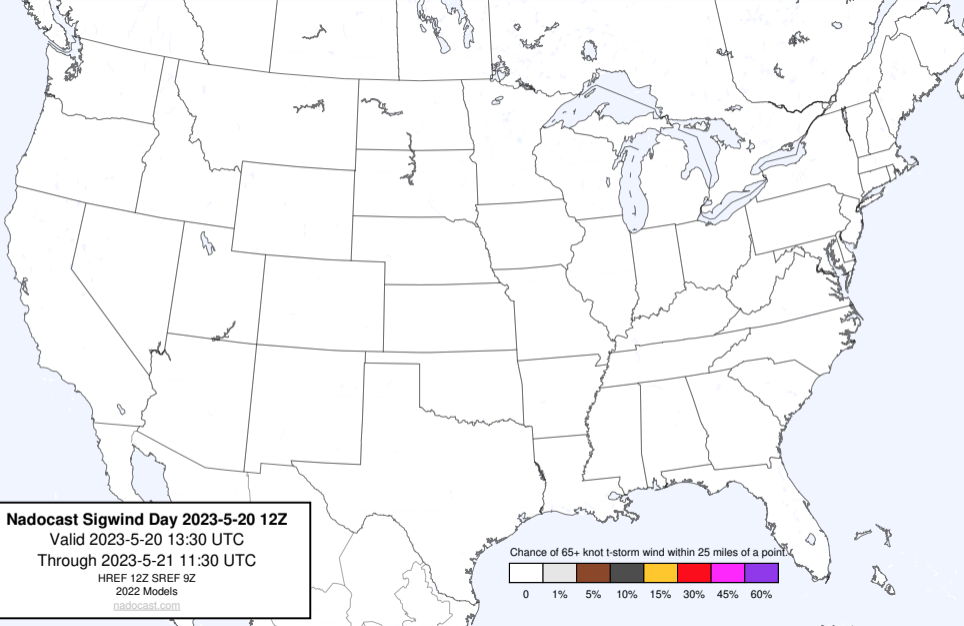 Nadocast Sigwind Day 2023-5-20 12Z
Valid 2023-5-20 13:30 UTC
Through 2023-5-21 11:30 UTC
HREF 12Z SREF 9Z
2022 Models
nadocast.com
Chance of 65+ knot t-storm wind within 25 miles of a point.
0 1% 5% 10% 15% 30% 45% 60%